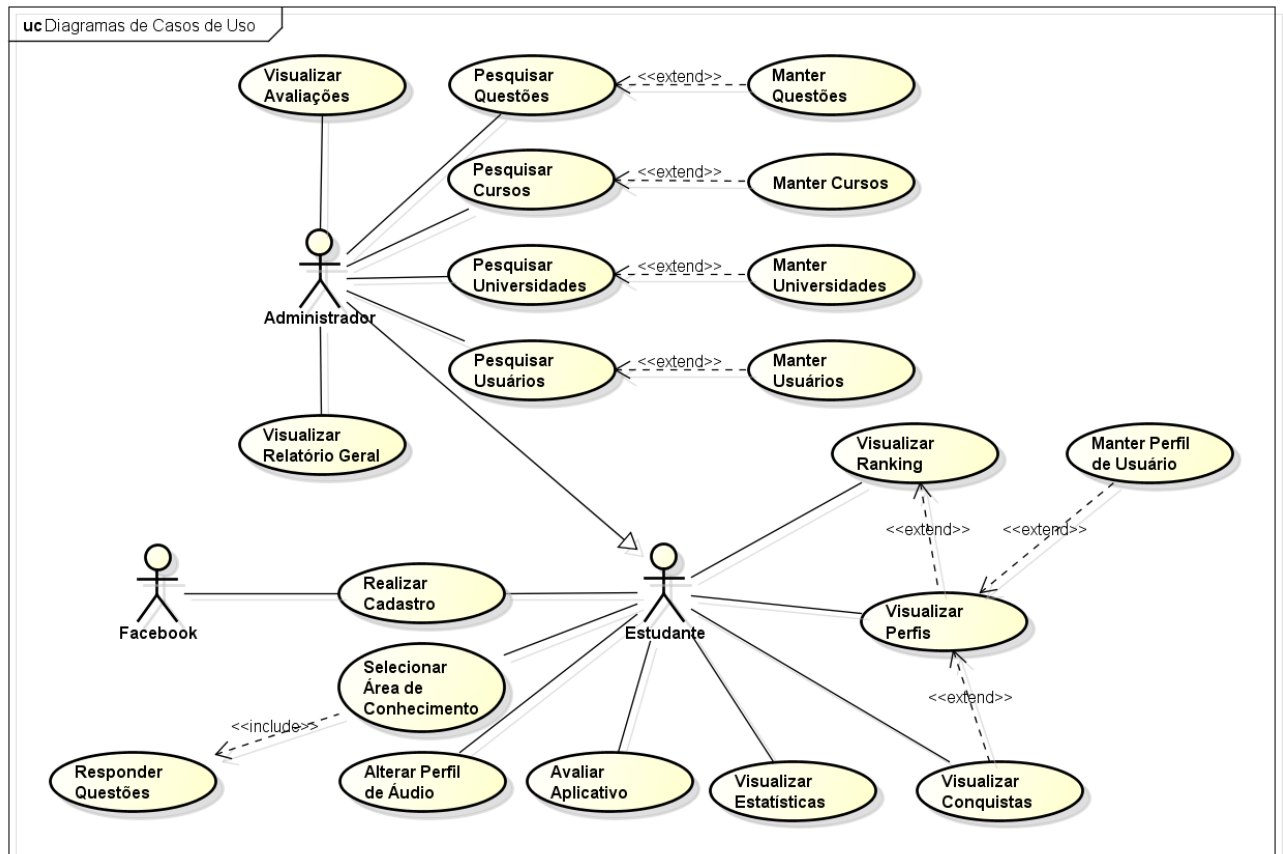 uc Diagramas de Casos de Uso
Visualizar
Avaliações
Pesquisar
Questões
<<extend>>
Manter
Questões
Pesquisar
Cursos
<<extend>>
Manter Cursos
Administrador
Pesquisar
Universidades
<<extend>>
Manter
Universidades
Pesquisar
Usuários
<<extend>>
Manter
Usuários
Visualizar
Relatório Geral
Visualizar
Ranking
Manter Perfil
de Usuário
<<extend>>
<<extend>>
Facebook
Realizar
Cadastro
Estudante
Visualizar
Perfis
Selecionar
Área de
Conhecimento
<<extend>>
<<include>>
Responder
Questões
Alterar Perfil
de Áudio
Avaliar
Aplicativo
Visualizar
Estatísticas
Visualizar
Conquistas